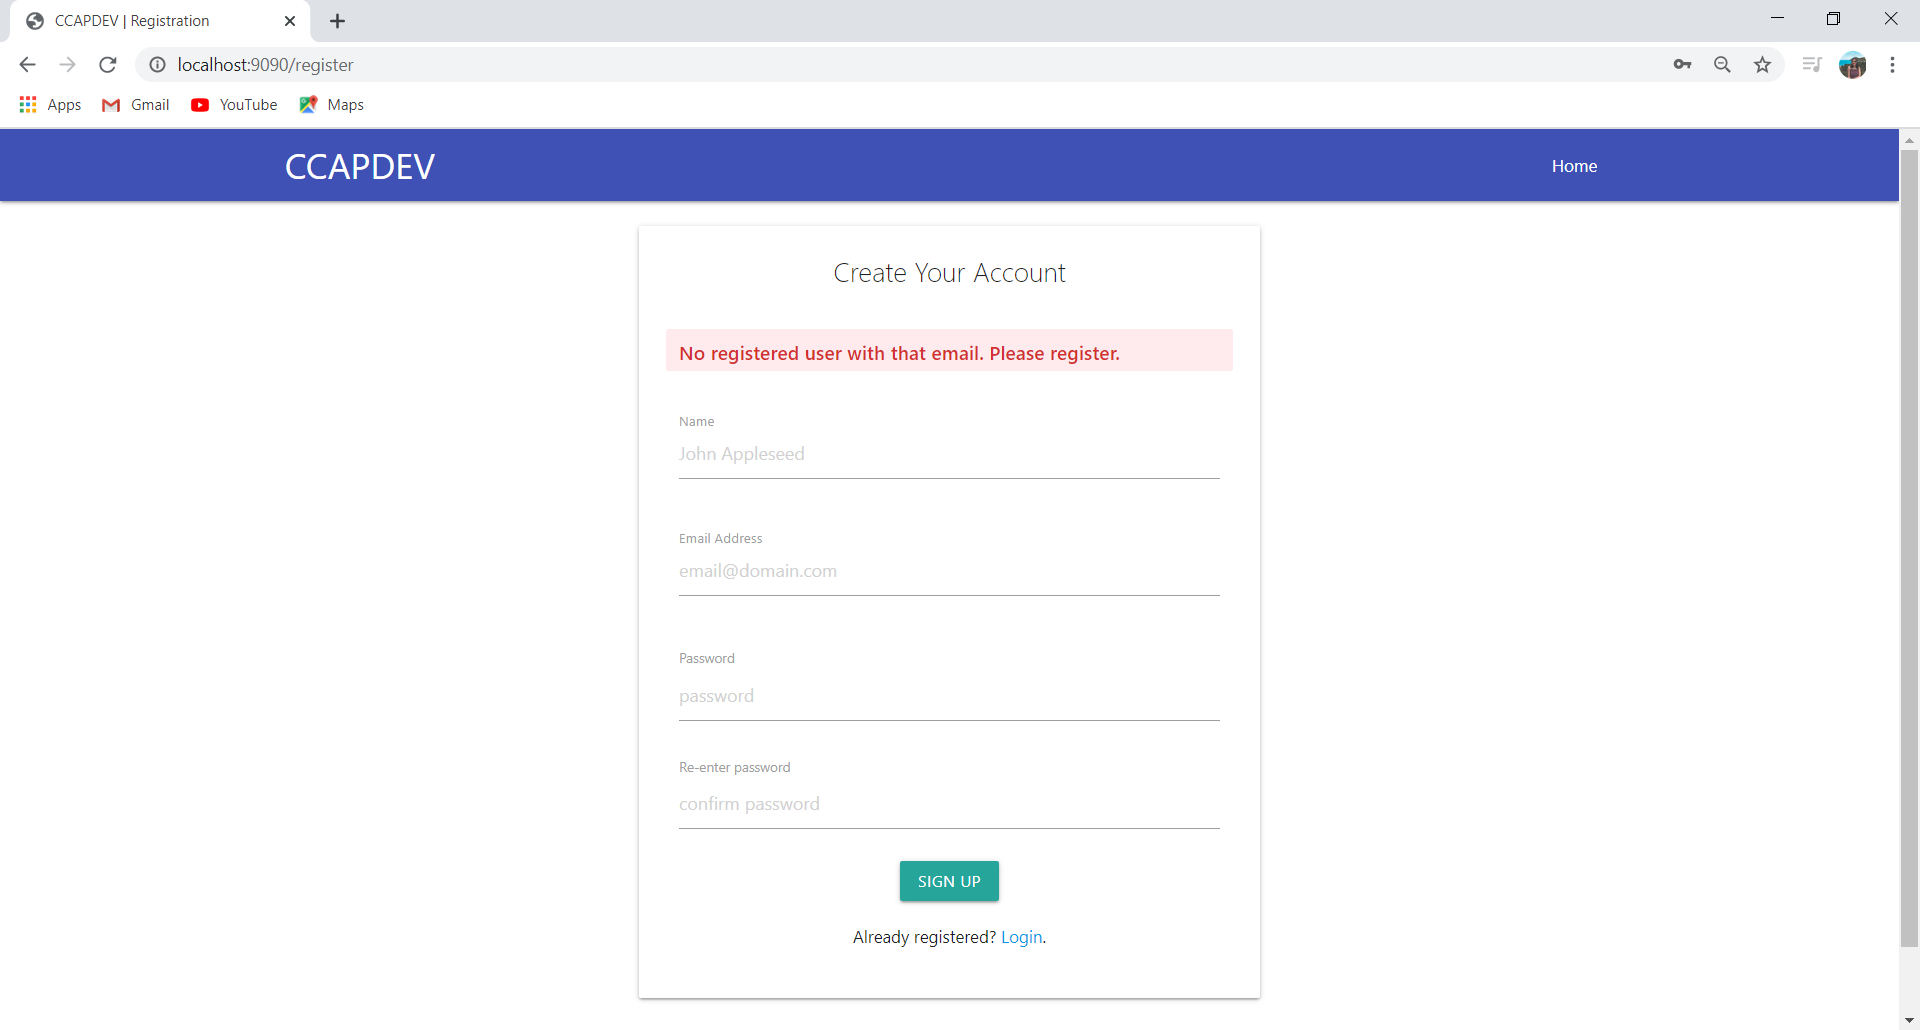 CCAPDEV | Registration
localhost:9090/register
Apps Gmail YouTube Maps
CCAPDEV Home
Create Your Account
No registered user with that email. Please register.
Name
John Appleseed
Email Address
email@domain.com
Password
password
Re-enter password
confirm password
SIGN UP
Already registered? Login.